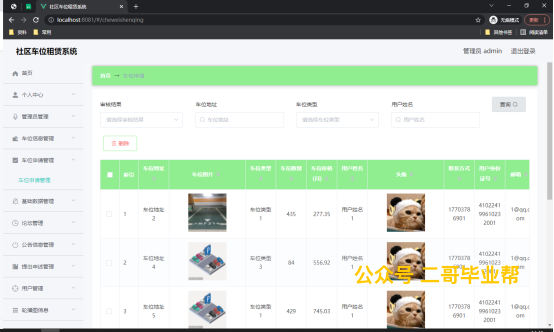 社区车位租赁系统
localhost:8081/#/cheweishenqing
无痕模式
更新
资料
常用
其他书签
阅读清单
社区车位租赁系统
管理员 admin
退出登录
首页
个人中心
管理员管理
车位信息管理
车位申请管理
车位申请管理
基础数据管理
论坛管理
公告信息管理
提出申述管理
用户管理
轮播图信息
首页
车位申请
审核结果
车位地址
车位类型
用户姓名
请选择审核结果
车位地址
请选择车位类型
用户姓名
查询
删除
索引 车位地址 车位图片 车位类型 用户姓名 头像 联系方式 用户身份证号 邮箱
1 车位地址2 车位类型1 435 277.35 用户姓名1 17703786901 410224199610232001 1@qq.com
2 车位地址4 车位类型3 84 556.92 用户姓名1 17703786901 410224199610232001 1@qq.com
3 车位地址5 车位类型1 429 745.03 用户姓名1 17703786901 410224199610232001 1@qq.com
公众号 二哥毕业帮